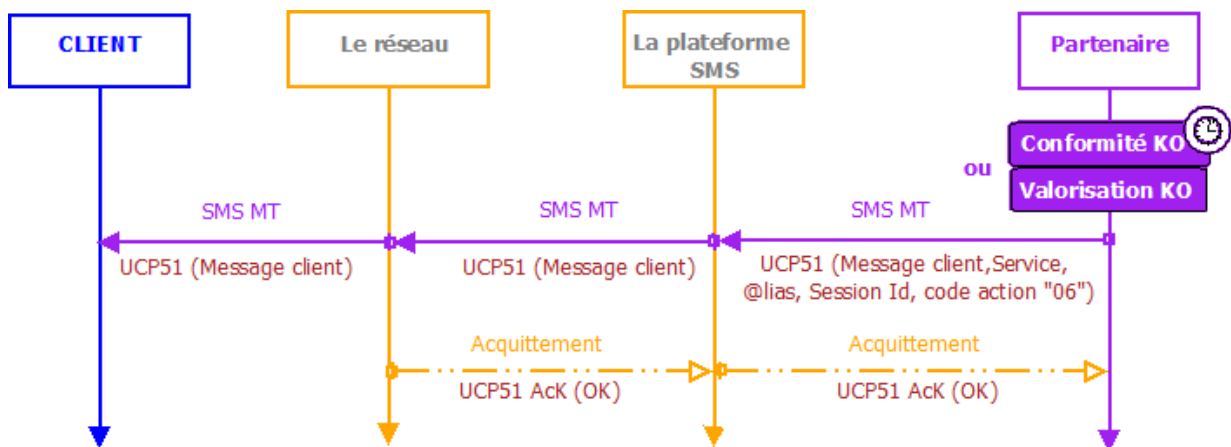 CLIENT
Le réseau
La plateforme
SMS
Partenaire
Conformité KO
ou
Valorisation KO
SMS MT
SMS MT
SMS MT
UCP51 (Message client)
UCP51 (Message client)
UCP51 (Message client,Service,
@lias, Session Id, code action "06")
Acquittement
Acquittement
UCP51 AcK (OK)
UCP51 AcK (OK)